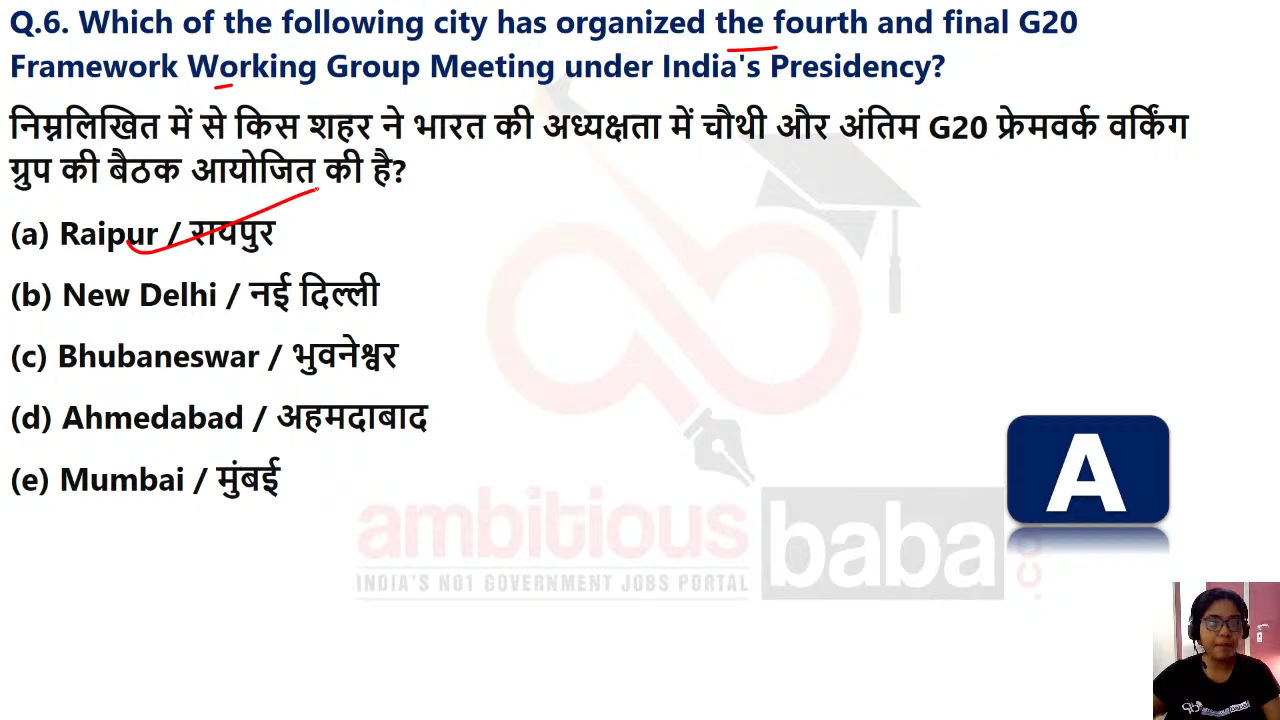 Q.6. Which of the following city has organized the fourth and final G20
Framework Working Group Meeting under India's Presidency?
निम्नलिखित में से किस शहर ने भारत की अध्यक्षता में चौथी और अंतिम G20 फ्रेमवर्क वर्किंग
ग्रुप की बैठक आयोजित की है?
(a) Raipur / रायपुर
(b) New Delhi / नई दिल्ली
(c) Bhubaneswar / भुवनेश्वर
(d) Ahmedabad / अहमदाबाद
(e) Mumbai / मुंबई
A
ambitious baba .co
INDIA'S NO1 GOVERNMENT JOBS PORTAL